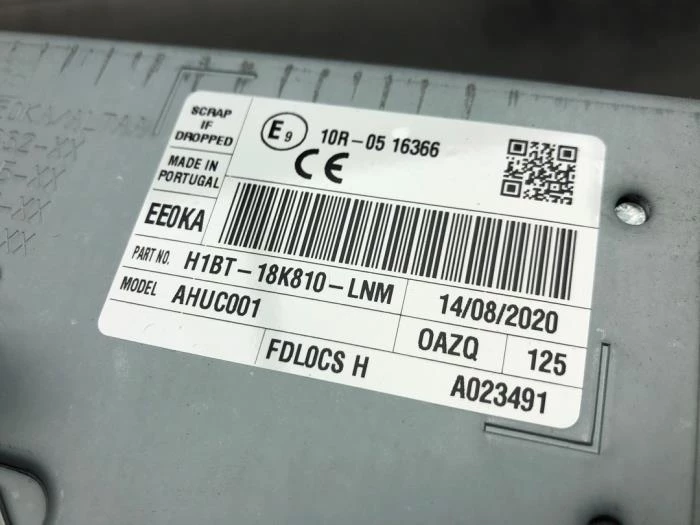 SCRAP
IF
DROPPED
E9 10R-05 16366
CE
MADE IN
PORTUGAL
EE0KA
PART NO. H1BT-18K810-LNM 14/08/2020
MODEL AHUC001 OAZQ 125
FDL0CS H A023491